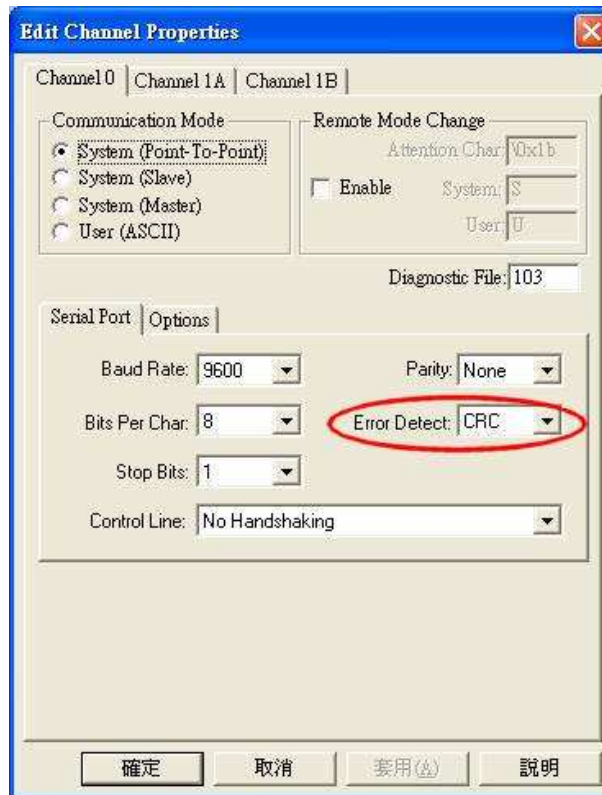 Edit Channel Properties
Channel 0 Channel 1A Channel 1B
Communication Mode
System (Point-To-Point)
System (Slave)
System (Master)
User (ASCII)
Remote Mode Change
Attention Char: \0x1b
Enable
System: S
User: U
Diagnostic File: 103
Serial Port Options
Baud Rate: 9600
Parity: None
Bits Per Char: 8
Error Detect: CRC
Stop Bits: 1
Control Line: No Handshaking
確定 取消 套用(A) 説明